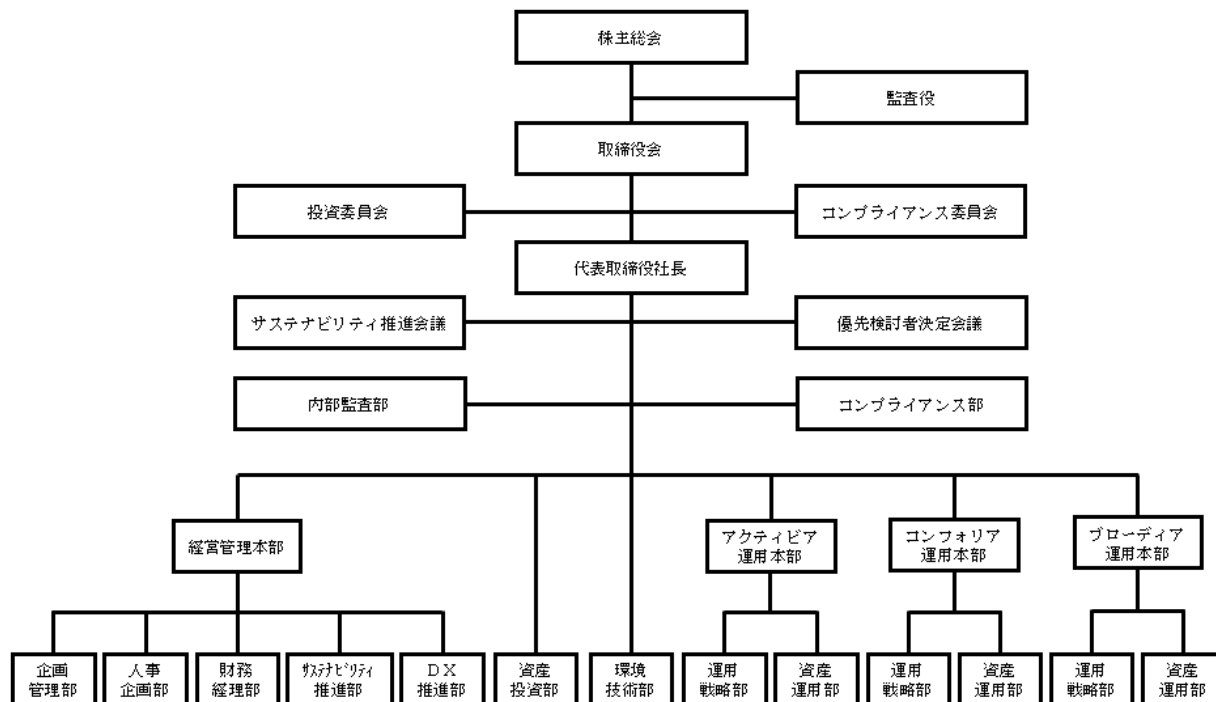 株主総会
監査役
取締役会
投資委員会
コンプライアンス委員会
代表取締役社長
サステナビリティ推進会議
優先検討者決定会議
内部監査部
コンプライアンス部
経営管理本部
アクティビア
運用本部
コンフォリア
運用本部
ブローディア
運用本部
企画
管理部
人事
企画部
財務
経理部
ｻｽﾃﾅﾋﾞﾘﾃｨ
推進部
ＤＸ
推進部
資産
投資部
環境
技術部
運用
戦略部
資産
運用部
運用
戦略部
資産
運用部
運用
戦略部
資産
運用部